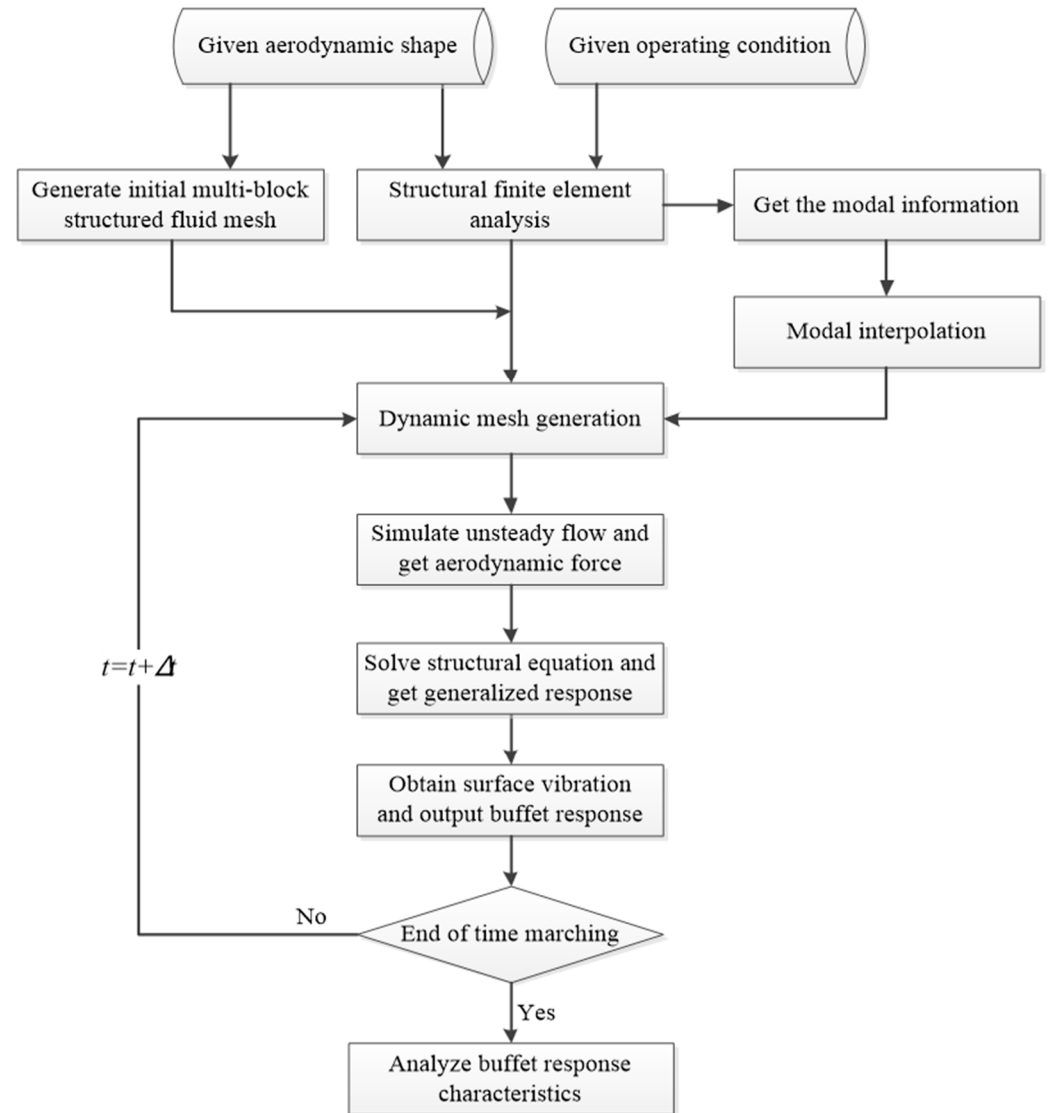 Given aerodynamic shape
Given operating condition
Generate initial multi-block
structured fluid mesh
Structural finite element
analysis
Get the modal information
Modal interpolation
Dynamic mesh generation
Simulate unsteady flow and
get aerodynamic force
Solve structural equation and
get generalized response
t=t+Δt
Obtain surface vibration
and output buffet response
No
End of time marching
Yes
Analyze buffet response
characteristics